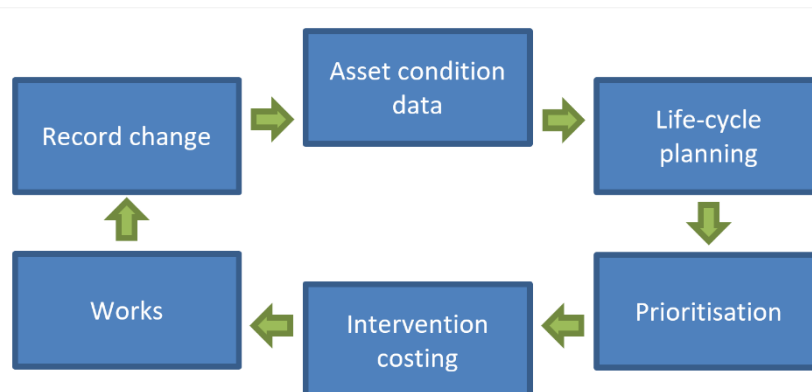 Asset condition
data
Record change
Life-cycle
planning
Works
Intervention
costing
Prioritisation